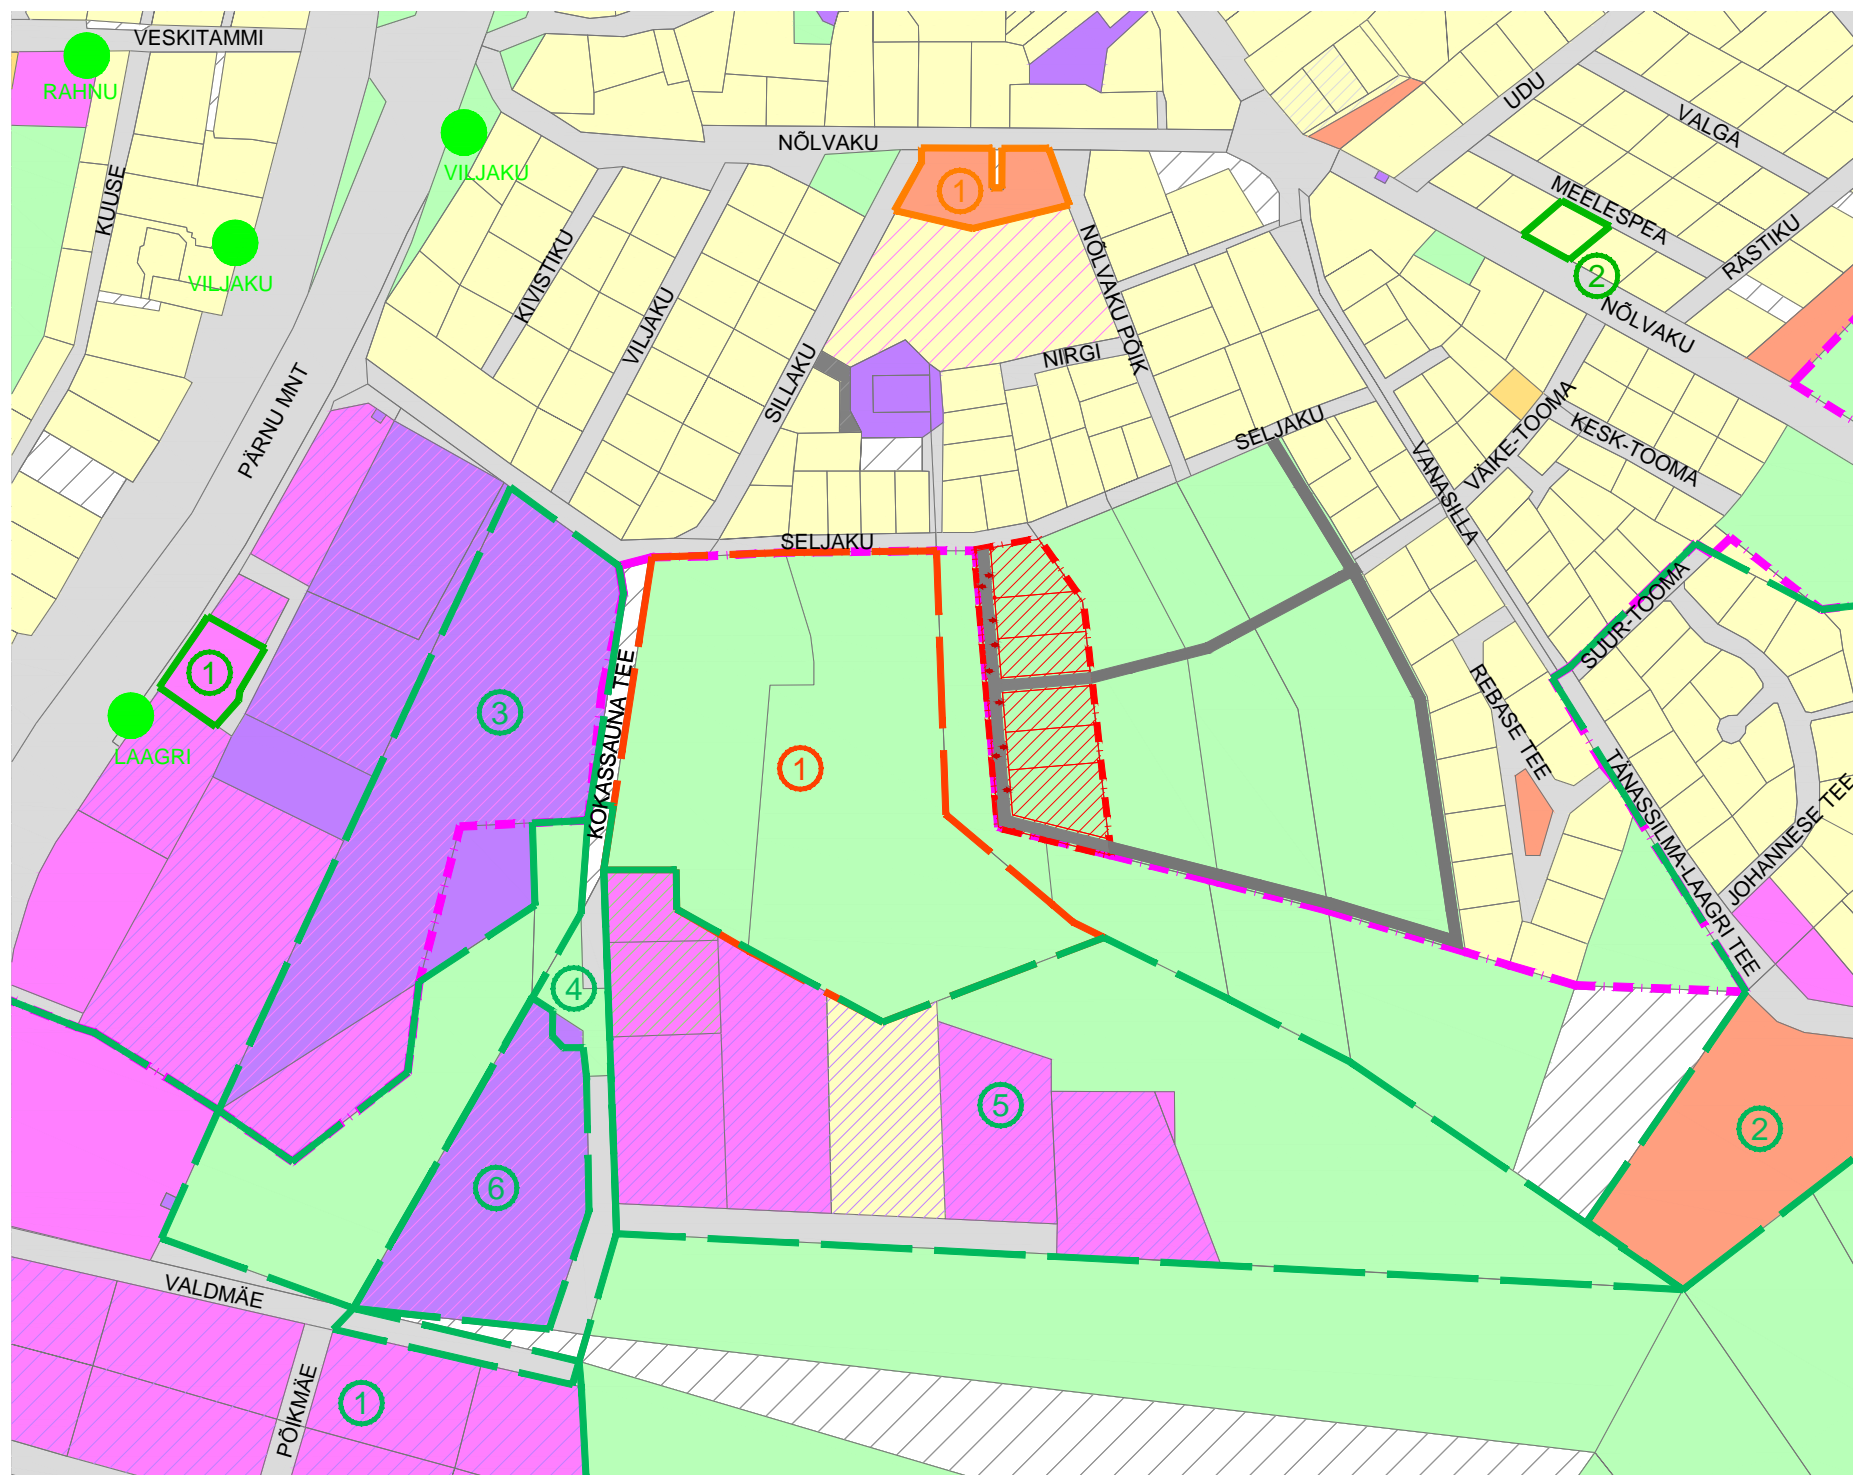 VESKITAMMI
RAHNU
UDU
VALGA
NÕLVAKU
VILJAKU
KUUSE
1
MEELESPEA
RÄSTIKU
2
VILJAKU
KIVISTIKU
VILJAKU
NÕLVAKU PÕIK
NÕLVAKU
NIRGI
SILLAKU
PÄRNU MNT
SELJAKU
VÄIKE-TOOMA
KESK-TOOMA
VANASILLA
SELJAKU
SUUR-TOOMA
1
KOKASSAUNA TEE
REBASE TEE
3
LAAGRI
1
TÄNASSILMA-LAAGRI TEE
JOHANNESE TEE
4
5
2
6
VALDMÄE
PÕIKMÄE
1